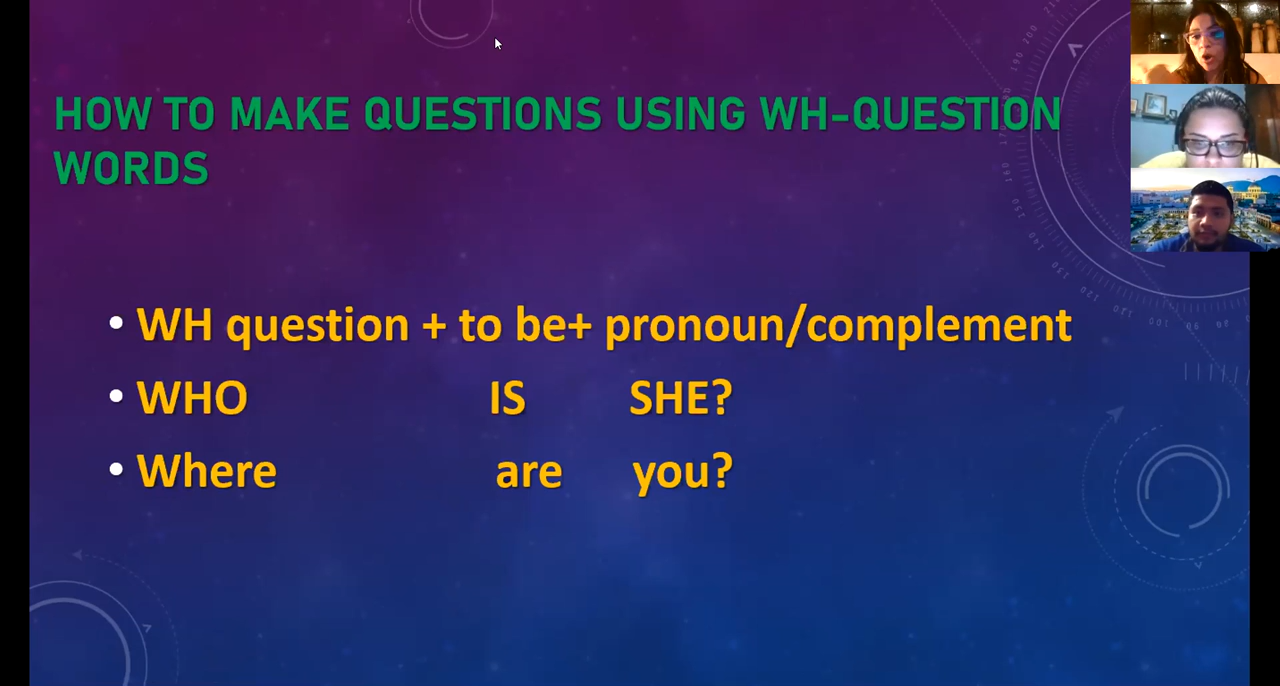 HOW TO MAKE QUESTIONS USING WH-QUESTION
WORDS
• WH question + to be+ pronoun/complement
• WHO IS SHE?
• Where are you?